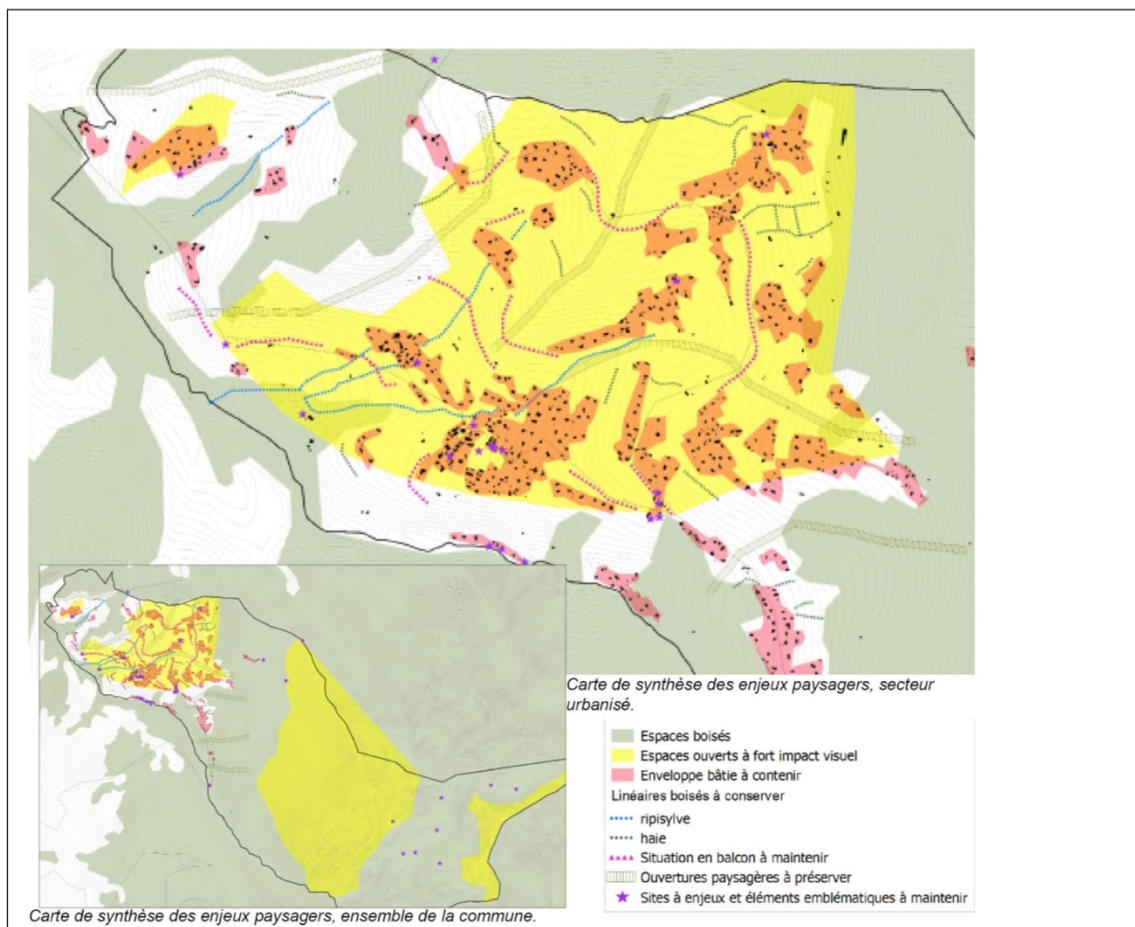 Carte de synthèse des enjeux paysagers, secteur
urbanisé.
Espaces boisés
Espaces ouverts à fort impact visuel
Enveloppe bâtie à contenir
Linéaires boisés à conserver
ripisylve
haie
Situation en balcon à maintenir
Ouvertures paysagères à préserver
Sites à enjeux et éléments emblématiques à maintenir
Carte de synthèse des enjeux paysagers, ensemble de la commune.